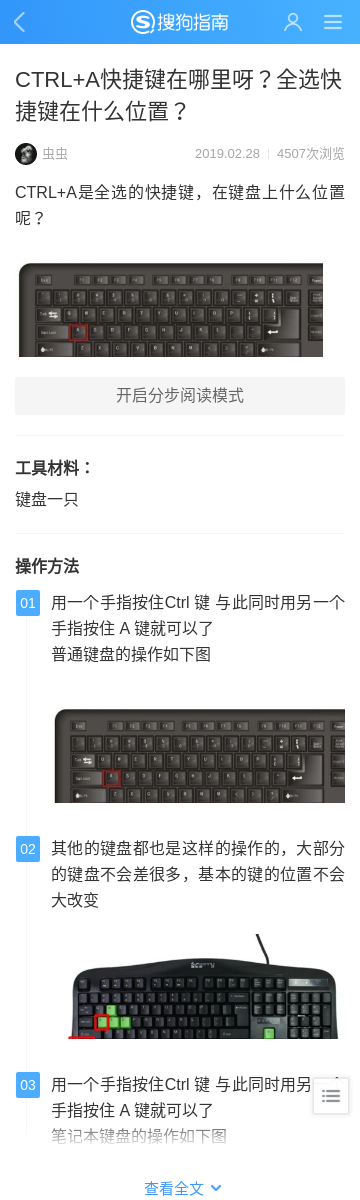 搜狗指南
CTRL+A快捷键在哪里呀？全选快
捷键在什么位置？
虫虫
2019.02.28
4507次浏览
CTRL+A是全选的快捷键，在键盘上什么位置
呢？
开启分步阅读模式
工具材料：
键盘一只
操作方法
01
用一个手指按住Ctrl 键 与此同时用另一个
手指按住 A 键就可以了
普通键盘的操作如下图
02
其他的键盘都也是这样的操作的，大部分
的键盘不会差很多，基本的键的位置不会
大改变
03
用一个手指按住Ctrl 键 与此同时用另
手指按住 A 键就可以了
笔记本键盘的操作如下图
查看全文